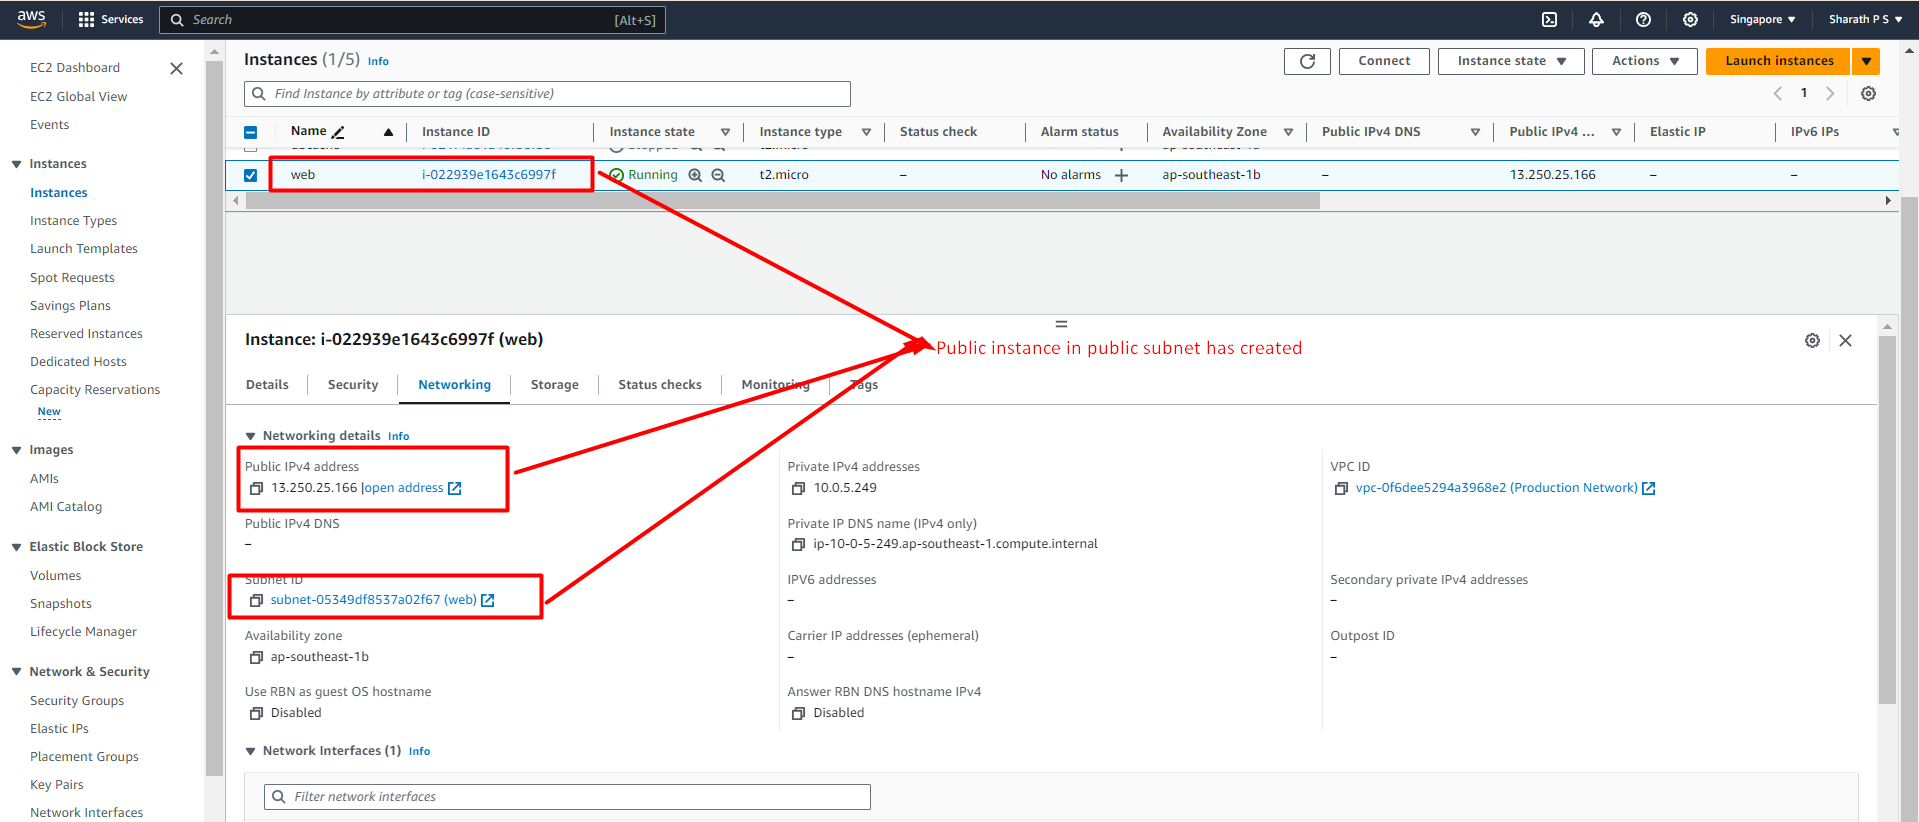 aws Services Search [Alt+S] Singapore Sharath P S
EC2 Dashboard
EC2 Global View
Events
Instances
Instances
Instance Types
Launch Templates
Spot Requests
Savings Plans
Reserved Instances
Dedicated Hosts
Capacity Reservations
New
Images
AMIs
AMI Catalog
Elastic Block Store
Volumes
Snapshots
Lifecycle Manager
Network & Security
Security Groups
Elastic IPs
Placement Groups
Key Pairs
Network Interfaces
Instances (1/5) Info
Connect Instance state Actions Launch instances
Find Instance by attribute or tag (case-sensitive)
1
Name Instance ID Instance state Instance type Status check Alarm status Availability Zone Public IPv4 DNS Public IPv4 ... Elastic IP IPv6 IPs
web i-022939e1643c6997f Running t2.micro – No alarms + ap-southeast-1b – 13.250.25.166 – –
Instance: i-022939e1643c6997f (web)
Public instance in public subnet has created
Details Security Networking Storage Status checks Monitoring Tags
Networking details Info
Public IPv4 address
13.250.25.166 |open address
Public IPv4 DNS
–
Subnet ID
subnet-05349df8537a02f67 (web)
Availability zone
ap-southeast-1b
Use RBN as guest OS hostname
Disabled
Private IPv4 addresses
10.0.5.249
Private IP DNS name (IPv4 only)
ip-10-0-5-249.ap-southeast-1.compute.internal
IPV6 addresses
–
Carrier IP addresses (ephemeral)
–
Answer RBN DNS hostname IPv4
Disabled
VPC ID
vpc-0f6dee5294a3968e2 (Production Network)
Secondary private IPv4 addresses
–
Outpost ID
–
Network Interfaces (1) Info
Filter network interfaces